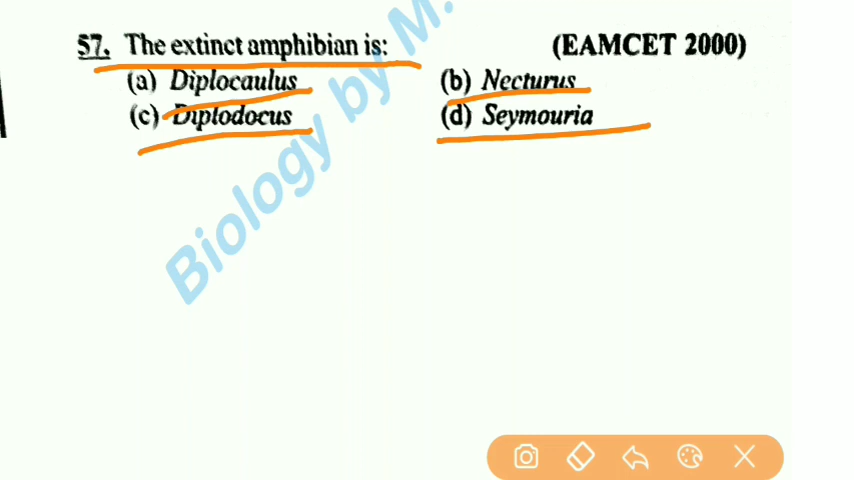 57. The extinct amphibian is: (EAMCET 2000)
(a) Diplocaulus (b) Necturus
(c) Diplodocus (d) Seymouria
Biology by M.